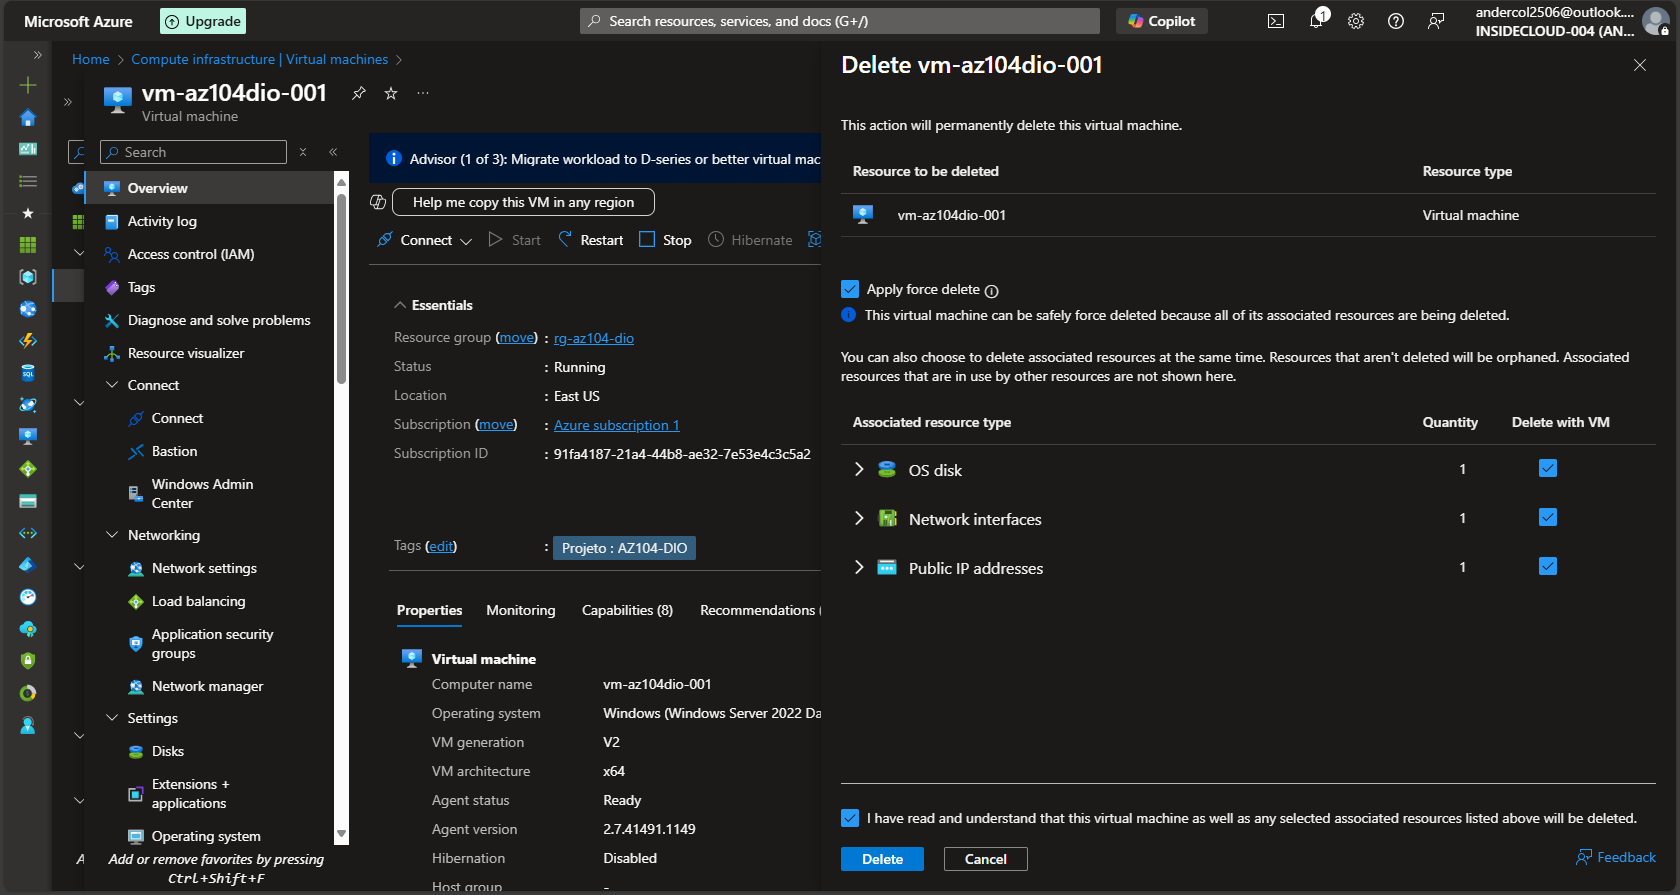 Microsoft Azure
Upgrade
Search resources, services, and docs (G+/)
Copilot
1
andercol2506@outlook....
INSIDECLOUD-004 (AN...
Home > Compute infrastructure | Virtual machines >
vm-az104dio-001
Virtual machine
Search
Overview
Activity log
Access control (IAM)
Tags
Diagnose and solve problems
Resource visualizer
Connect
Connect
Bastion
Windows Admin
Center
Networking
Network settings
Load balancing
Application security
groups
Network manager
Settings
Disks
Extensions +
applications
Operating system
Add or remove favorites by pressing
Ctrl+Shift+F
Advisor (1 of 3): Migrate workload to D-series or better virtual mac
Help me copy this VM in any region
Connect
Start
Restart
Stop
Hibernate
Essentials
Resource group (move) : rg-az104-dio
Status : Running
Location : East US
Subscription (move) : Azure subscription 1
Subscription ID : 91fa4187-21a4-44b8-ae32-7e53e4c3c5a2
Tags (edit) : Projeto : AZ104-DIO
Properties
Monitoring
Capabilities (8)
Recommendations (
Virtual machine
Computer name vm-az104dio-001
Operating system Windows (Windows Server 2022 Da
VM generation V2
VM architecture x64
Agent status Ready
Agent version 2.7.41491.1149
Hibernation Disabled
Host group -
Delete vm-az104dio-001
This action will permanently delete this virtual machine.
Resource to be deleted Resource type
vm-az104dio-001 Virtual machine
Apply force delete
This virtual machine can be safely force deleted because all of its associated resources are being deleted.
You can also choose to delete associated resources at the same time. Resources that aren't deleted will be orphaned. Associated
resources that are in use by other resources are not shown here.
Associated resource type Quantity Delete with VM
OS disk 1
Network interfaces 1
Public IP addresses 1
I have read and understand that this virtual machine as well as any selected associated resources listed above will be deleted.
Delete
Cancel
Feedback